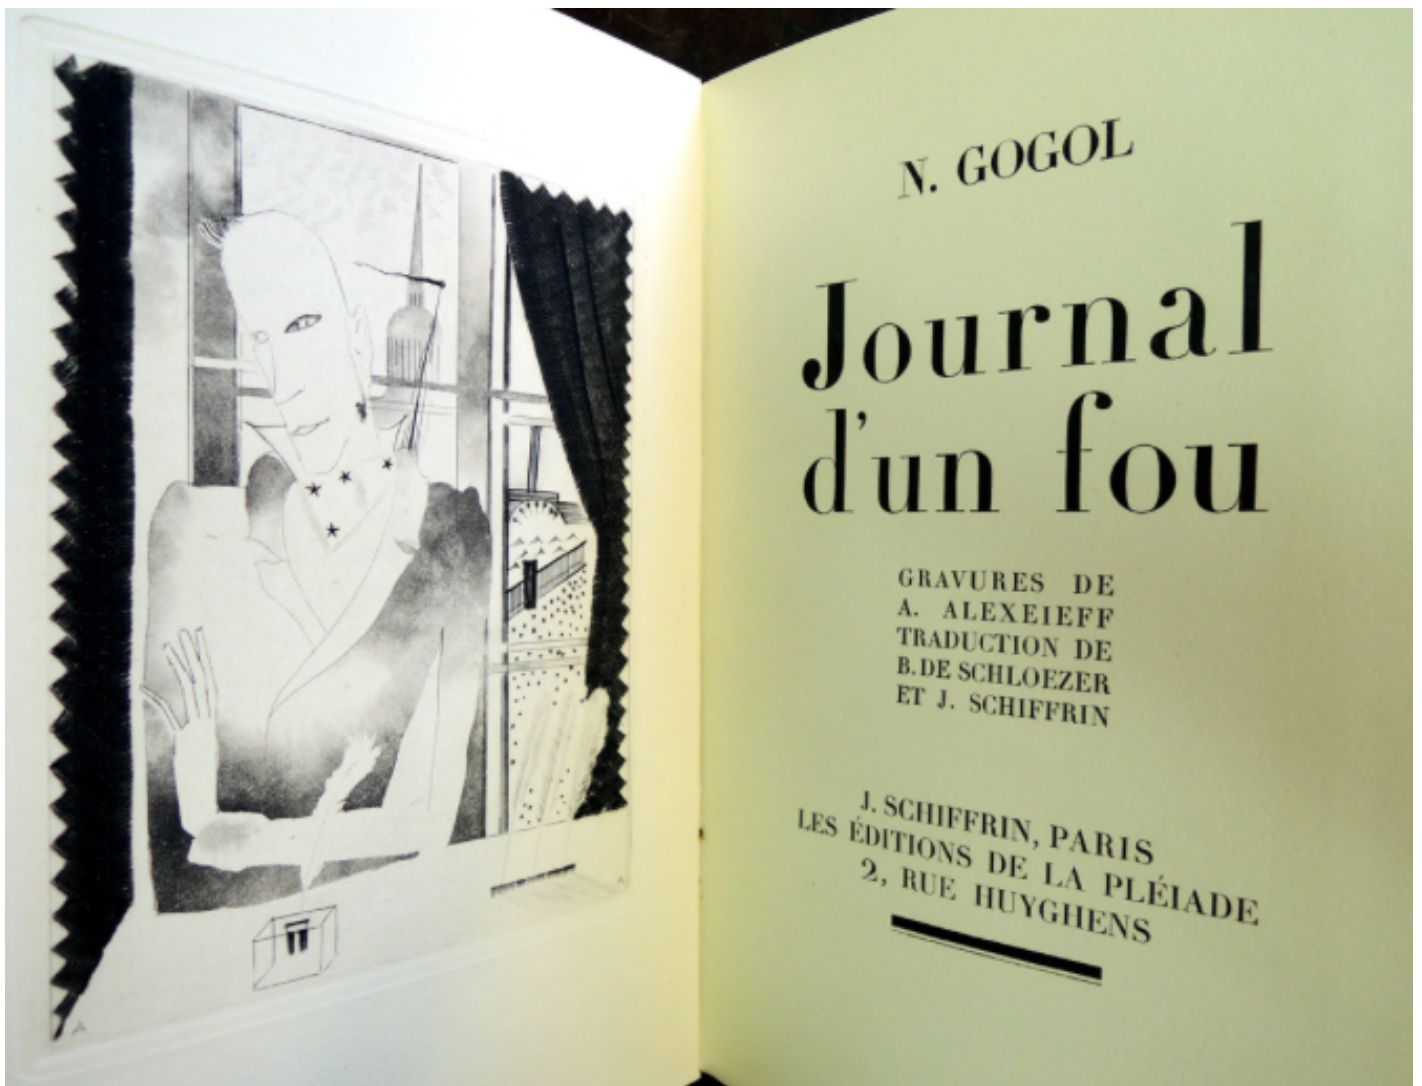 N. GOGOL
Journal
d'un fou
GRAVURES DE
A. ALEXEIEFF
TRADUCTION DE
B. DE SCHLOEZER
ET J. SCHIFFRIN
J. SCHIFFRIN, PARIS
LES ÉDITIONS DE LA PLÉIADE
2, RUE HUYGHENS